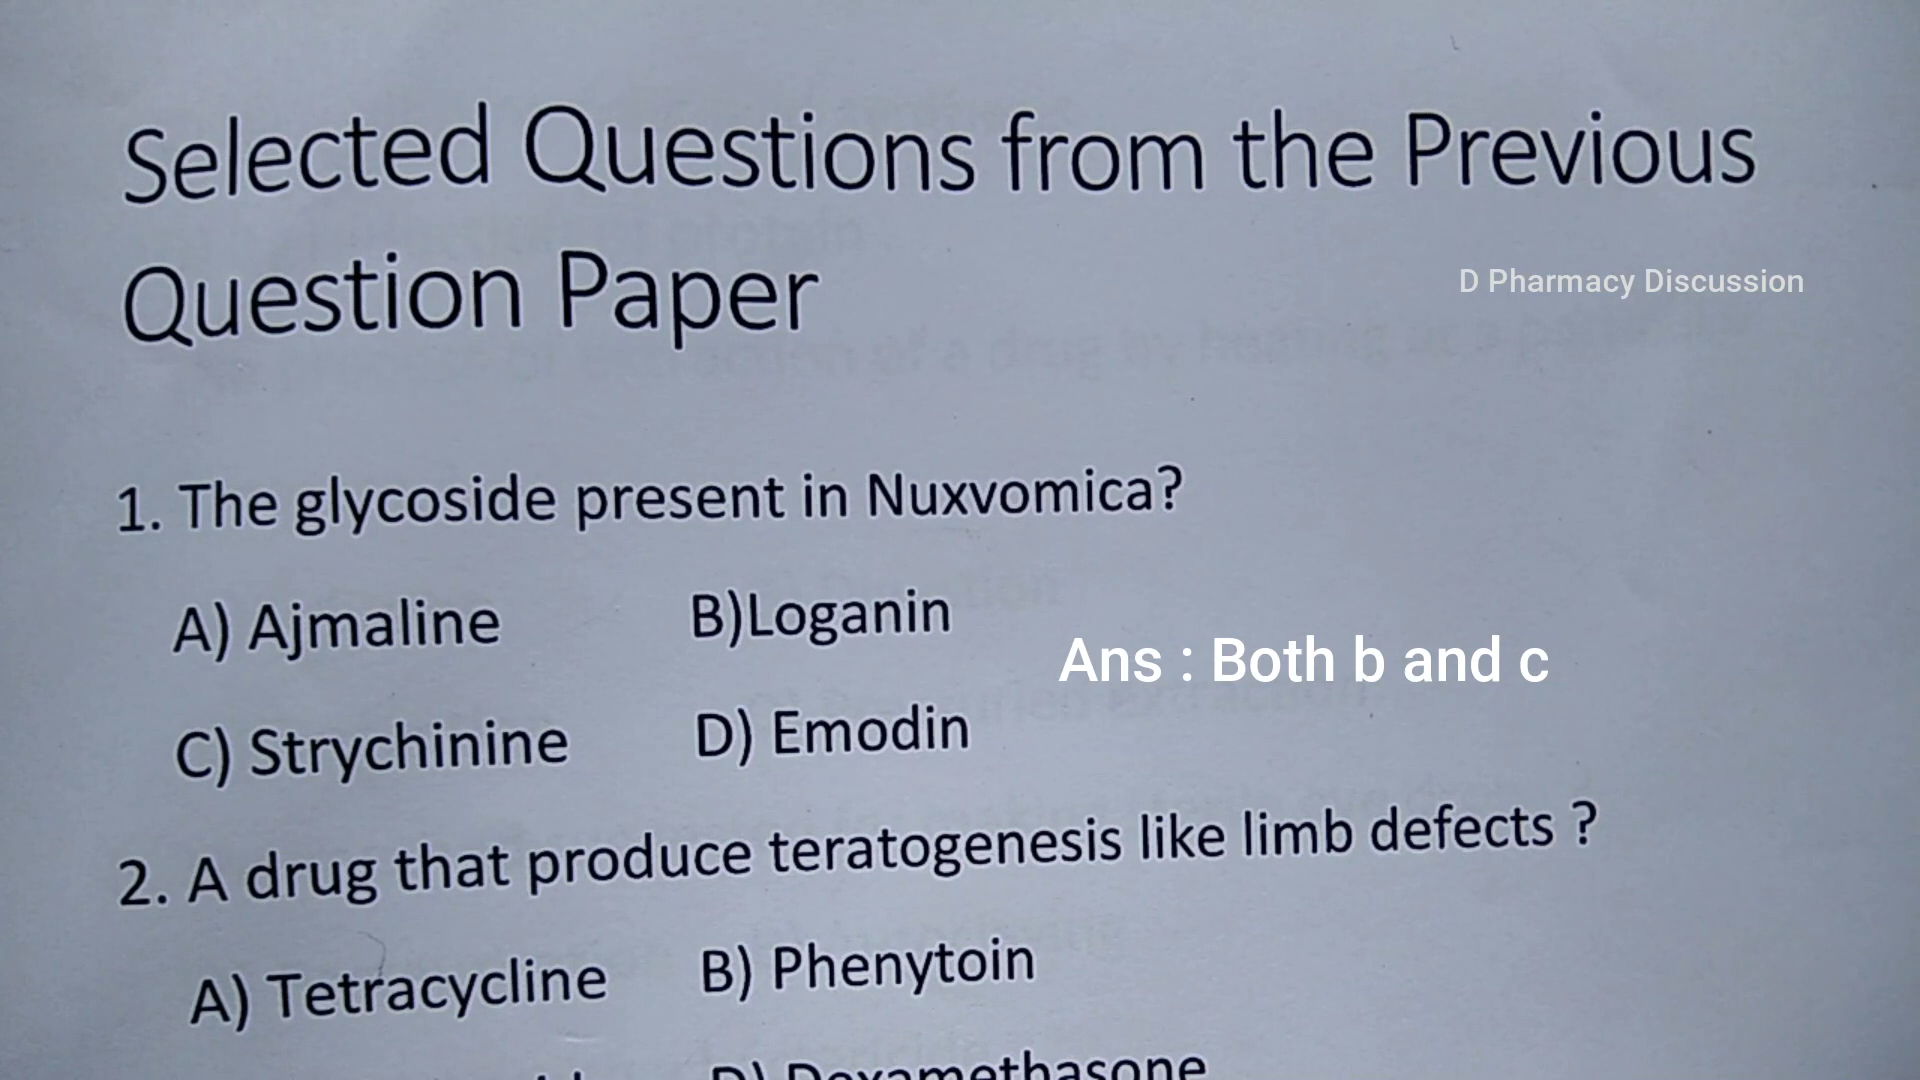 Selected Questions from the Previous
Question Paper
D Pharmacy Discussion
1. The glycoside present in Nuxvomica?
A) Ajmaline B)Loganin
Ans : Both b and c
C) Strychinine D) Emodin
2. A drug that produce teratogenesis like limb defects ?
A) Tetracycline B) Phenytoin
D) Dexamethasone